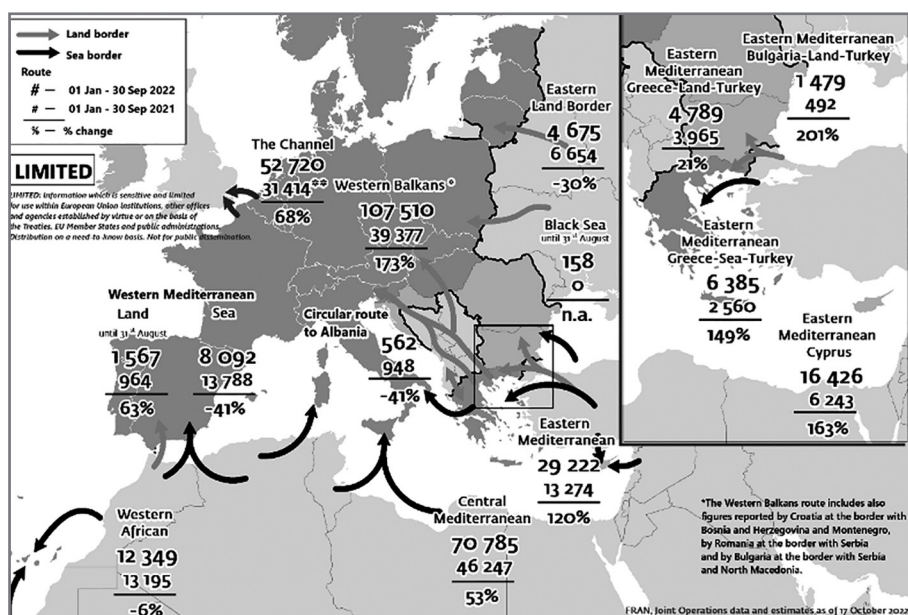 Land border
Sea border
Route
# — 01 Jan - 30 Sep 2022
# — 01 Jan - 30 Sep 2021
% — % change
LIMITED
LIMITED: information which is sensitive and limited
for use within European Union institutions, other offices
and agencies established by virtue or on the basis of
the Treaties, EU Member States and public administrations.
Distribution on a need-to-know basis. Not for public dissemination.
The Channel
52 720
31 414**
68%
Western Balkans*
107 510
39 377
173%
Eastern
Land Border
4 675
6 654
-30%
Black Sea
until 31st August
158
0
n.a.
Western Mediterranean
Land
until 31st August
1 567
964
63%
Sea
8 092
13 788
-41%
Circular route
to Albania
562
948
-41%
Eastern
Mediterranean
29 222
13 274
120%
Central
Mediterranean
70 785
46 247
53%
Western
African
12 349
13 195
-6%
Eastern
Mediterranean
Greece-Land-Turkey
4 789
3 965
21%
Eastern Mediterranean
Bulgaria-Land-Turkey
1 479
492
201%
Eastern
Mediterranean
Greece-Sea-Turkey
6 385
2 560
149%
Eastern
Mediterranean
Cyprus
16 426
6 243
163%
*The Western Balkans route includes also
figures reported by Croatia at the border with
Bosnia and Herzegovina and Montenegro,
by Romania at the border with Serbia
and by Bulgaria at the border with Serbia
and North Macedonia.
FRAN, Joint Operations data and estimates as of 17 October 2022